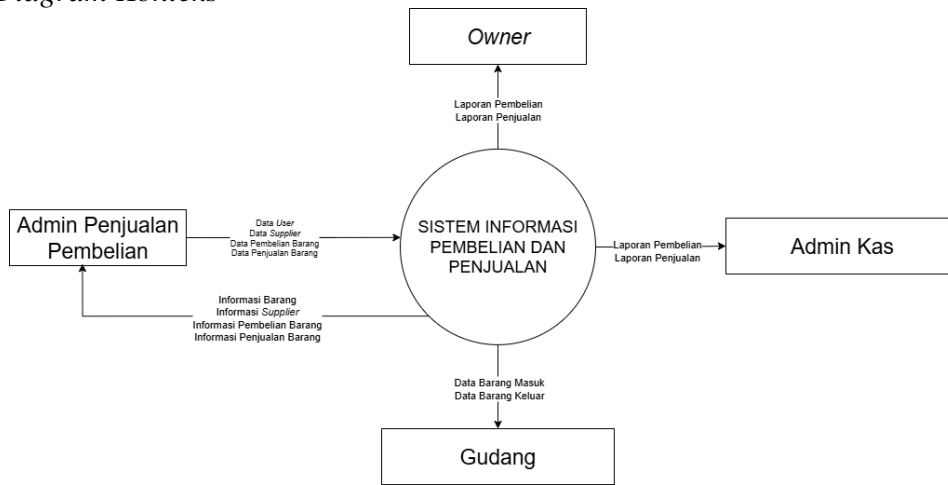 Diagram Konteks
Owner
Laporan Pembelian
Laporan Penjualan
Admin Penjualan
Pembelian
Data User
Data Supplier
Data Pembelian Barang
Data Penjualan Barang
SISTEM INFORMASI
PEMBELIAN DAN
PENJUALAN
Laporan Pembelian
Laporan Penjualan
Admin Kas
Informasi Barang
Informasi Supplier
Informasi Pembelian Barang
Informasi Penjualan Barang
Data Barang Masuk
Data Barang Keluar
Gudang